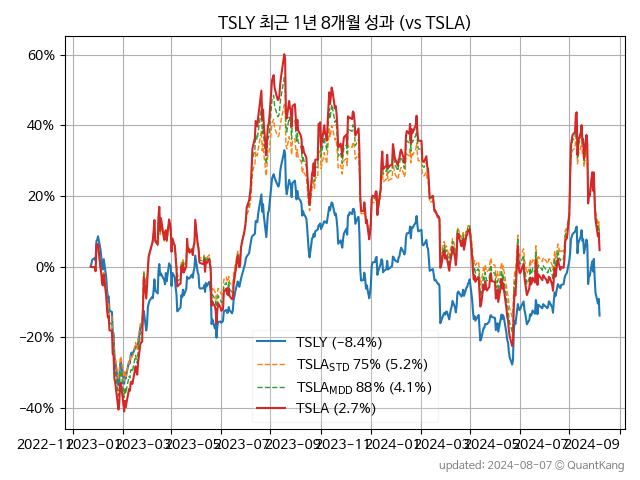 TSLY 최근 1년 8개월 성과 (vs TSLA)
60%
40%
20%
0%
−20%
−40%
TSLY (−8.4%)
TSLA_STD 75% (5.2%)
TSLA_MDD 88% (4.1%)
TSLA (2.7%)
2022−11 2023−01 2023−03 2023−05 2023−07 2023−09 2023−11 2024−01 2024−03 2024−05 2024−07 2024−09
updated: 2024−08−07 © QuantKang